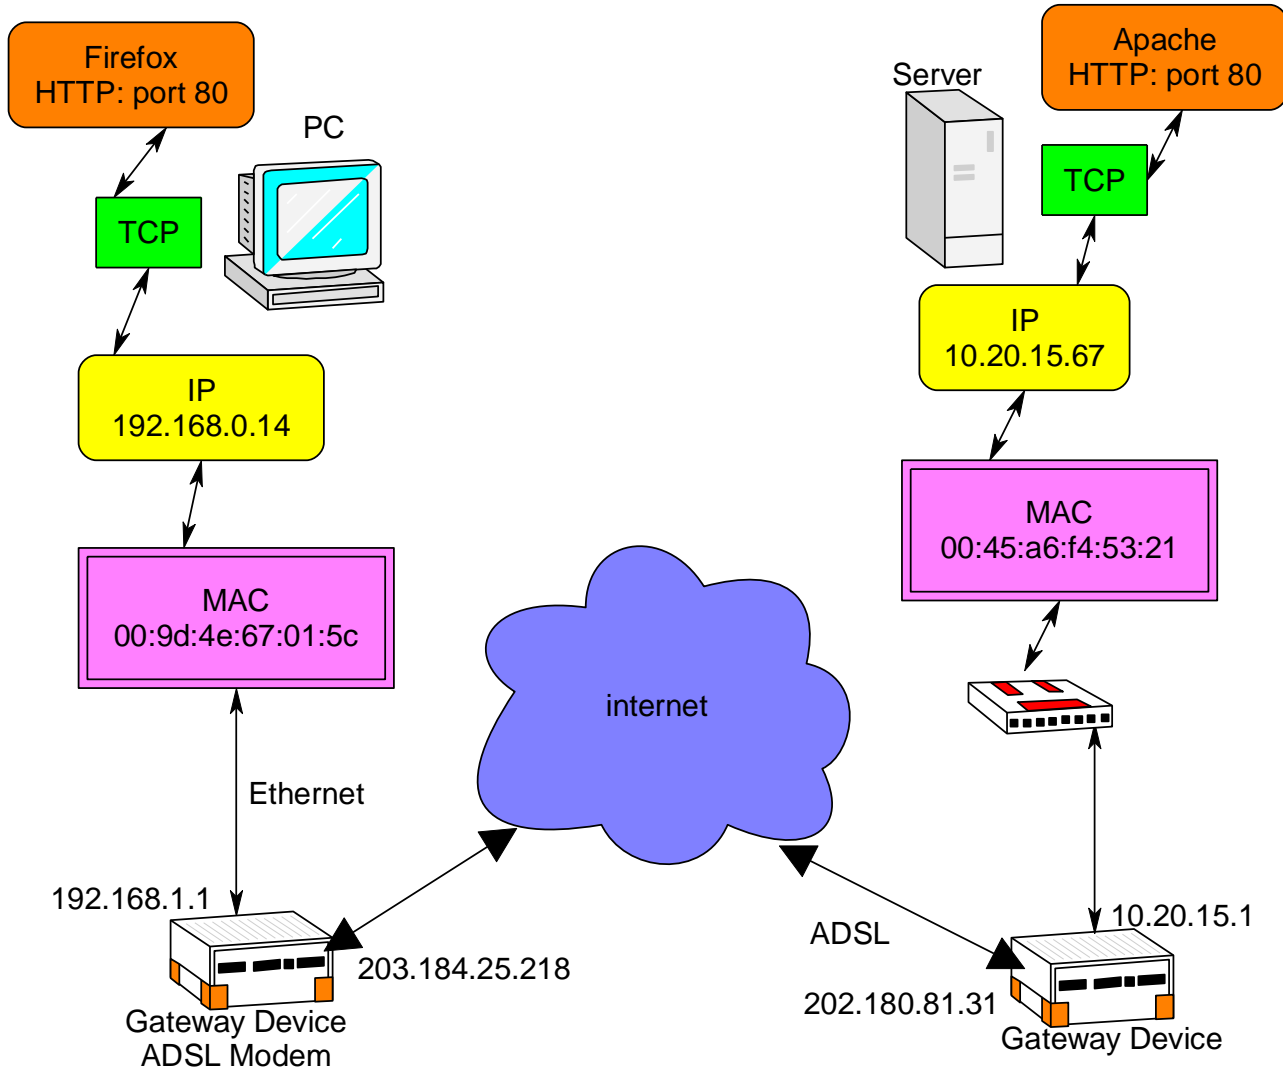 Firefox
HTTP: port 80
PC
TCP
IP
192.168.0.14
MAC
00:9d:4e:67:01:5c
Ethernet
192.168.1.1
203.184.25.218
Gateway Device
ADSL Modem
internet
Server
Apache
HTTP: port 80
TCP
IP
10.20.15.67
MAC
00:45:a6:f4:53:21
ADSL
10.20.15.1
202.180.81.31
Gateway Device